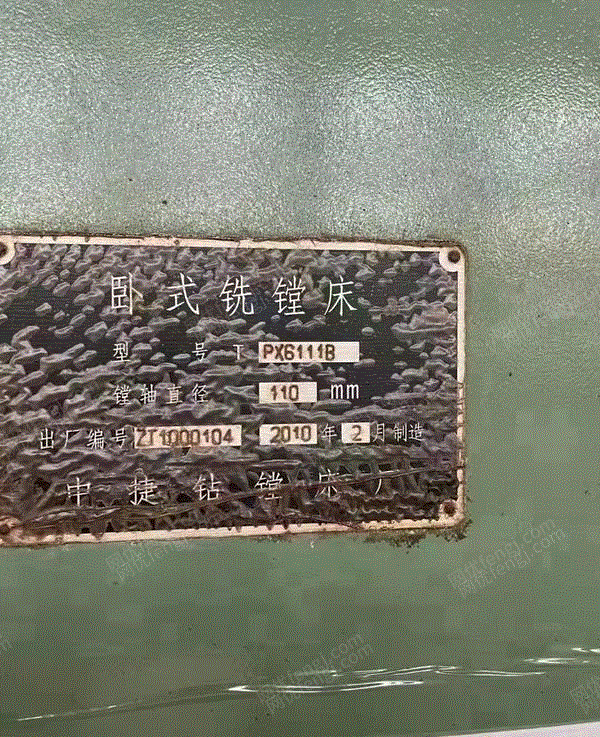 卧式铣镗床
型 号 T PX6111B
镗轴直径 110 mm
出厂编号 ZT1000104 2010 年 2 月制造
中捷钻镗床厂